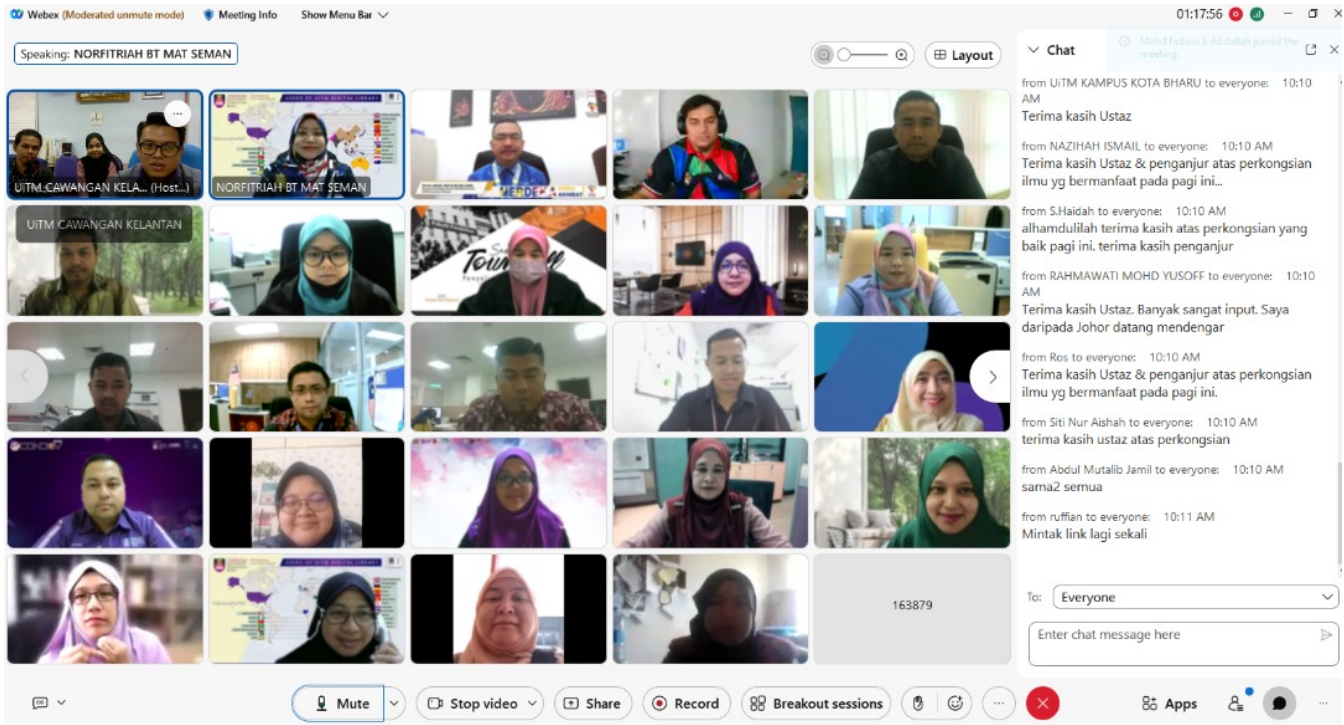 Webex (Moderated unmute mode) Meeting Info Show Menu Bar
01:17:56
Speaking: NORFITRIAH BT MAT SEMAN
Layout
UiTM CAWANGAN KELA... (Host...)
USERS OF UITM DIGITAL LIBRARY
NORFITRIAH BT MAT SEMAN
MERDEKA
UiTM CAWANGAN KELANTAN
163879
Chat
Mohd firdaus b Abdullah joined the
meeting.
from UiTM KAMPUS KOTA BHARU to everyone: 10:10
AM
Terima kasih Ustaz
from NAZIHAH ISMAIL to everyone: 10:10 AM
Terima kasih Ustaz & penganjur atas perkongsian
ilmu yg bermanfaat pada pagi ini...
from S.Haidah to everyone: 10:10 AM
alhamdulilah terima kasih atas perkongsian yang
baik pagi ini. terima kasih penganjur
from RAHMAWATI MOHD YUSOFF to everyone: 10:10
AM
Terima kasih Ustaz. Banyak sangat input. Saya
daripada Johor datang mendengar
from Ros to everyone: 10:10 AM
Terima kasih Ustaz & penganjur atas perkongsian
ilmu yg bermanfaat pada pagi ini.
from Siti Nur Aishah to everyone: 10:10 AM
terima kasih ustaz atas perkongsian
from Abdul Mutalib Jamil to everyone: 10:10 AM
sama2 semua
from ruffian to everyone: 10:11 AM
Mintak link lagi sekali
To: Everyone
Enter chat message here
Mute Stop video Share Record Breakout sessions
Apps